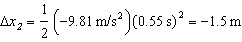 Δx₂ = 1/2 (−9.81 m/s²)(0.55 s)² = −1.5 m